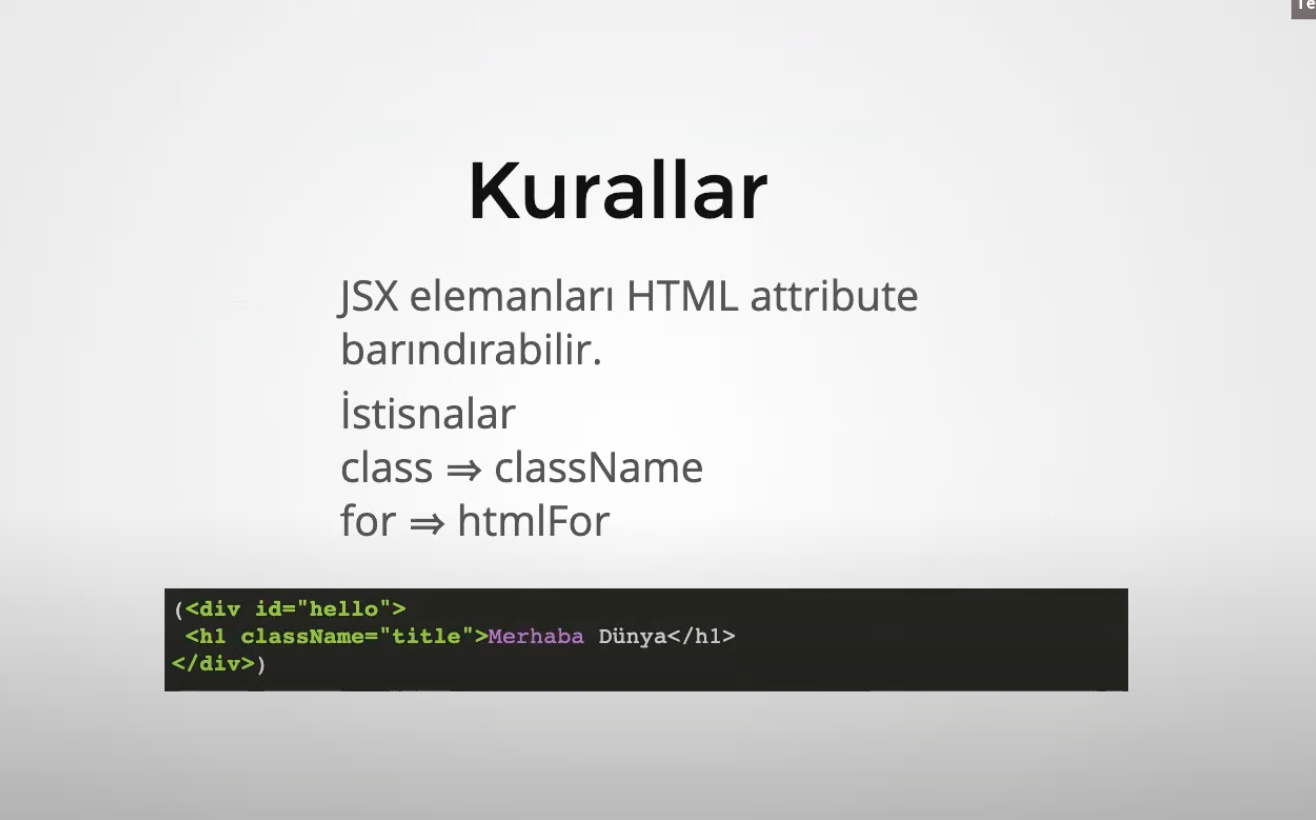 Kurallar
JSX elemanları HTML attribute
barındırabilir.
İstisnalar
class ⇒ className
for ⇒ htmlFor
(<div id="hello">
<h1 className="title">Merhaba Dünya</h1>
</div>)